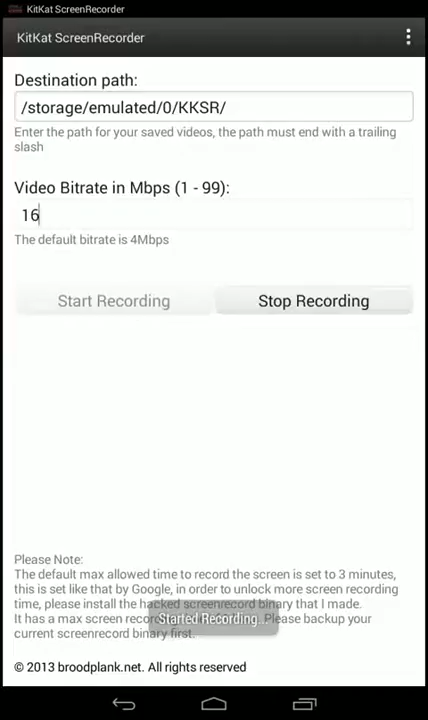 KitKat ScreenRecorder
KitKat ScreenRecorder
Destination path:
/storage/emulated/0/KKSR/
Enter the path for your saved videos, the path must end with a trailing
slash
Video Bitrate in Mbps (1 - 99):
16
The default bitrate is 4Mbps
Start Recording
Stop Recording
Please Note:
The default max allowed time to record the screen is set to 3 minutes,
this is set like that by Google, in order to unlock more screen recording
time, please install the hacked screenrecord binary that I made.
It has a max screen record Please backup your
current screenrecord binary first.
Started Recording...
© 2013 broodplank.net. All rights reserved